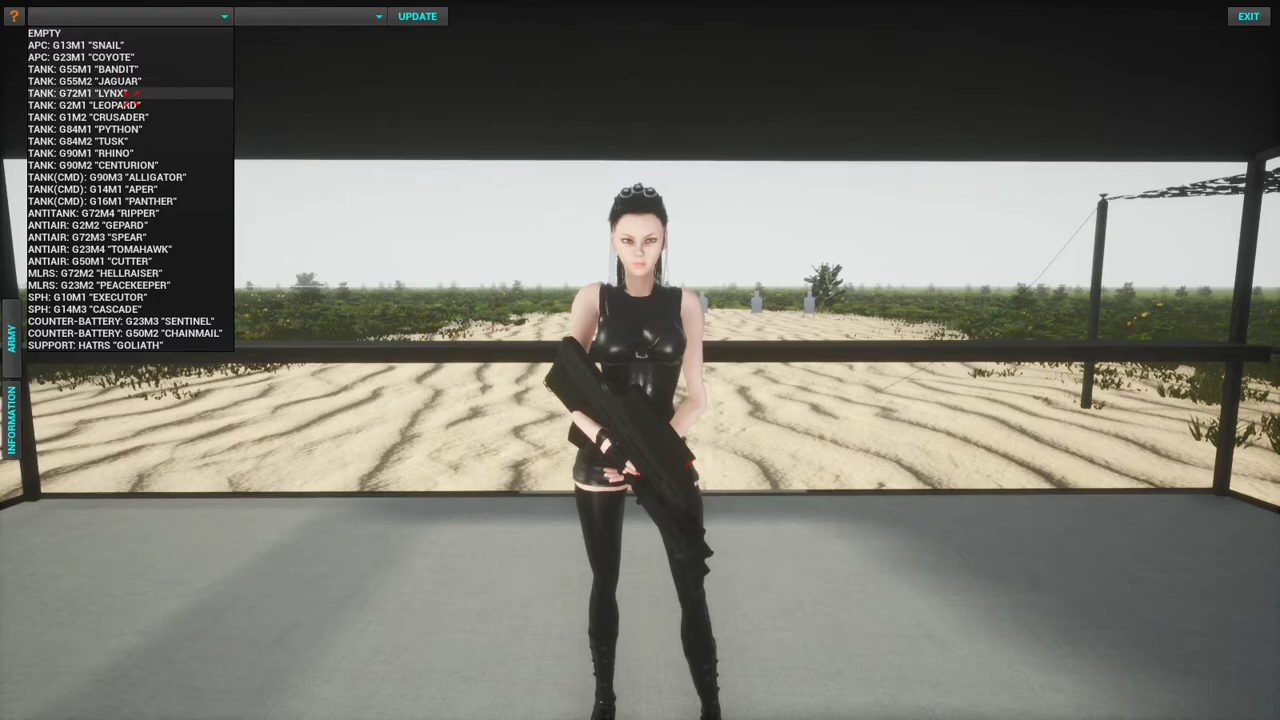 ?
UPDATE
EXIT
EMPTY
APC: G13M1 "SNAIL"
APC: G23M1 "COYOTE"
TANK: G55M1 "BANDIT"
TANK: G55M2 "JAGUAR"
TANK: G72M1 "LYNX"
TANK: G2M1 "LEOPARD"
TANK: G1M2 "CRUSADER"
TANK: G84M1 "PYTHON"
TANK: G84M2 "TUSK"
TANK: G90M1 "RHINO"
TANK: G90M2 "CENTURION"
TANK(CMD): G90M3 "ALLIGATOR"
TANK(CMD): G14M1 "APER"
TANK(CMD): G16M1 "PANTHER"
ANTITANK: G72M4 "RIPPER"
ANTIAIR: G2M2 "GEPARD"
ANTIAIR: G72M3 "SPEAR"
ANTIAIR: G23M4 "TOMAHAWK"
ANTIAIR: G50M1 "CUTTER"
MLRS: G72M2 "HELLRAISER"
MLRS: G23M2 "PEACEKEEPER"
SPH: G10M1 "EXECUTOR"
SPH: G14M3 "CASCADE"
COUNTER-BATTERY: G23M3 "SENTINEL"
COUNTER-BATTERY: G50M2 "CHAINMAIL"
SUPPORT: HATRS "GOLIATH"
ARMY
INFORMATION